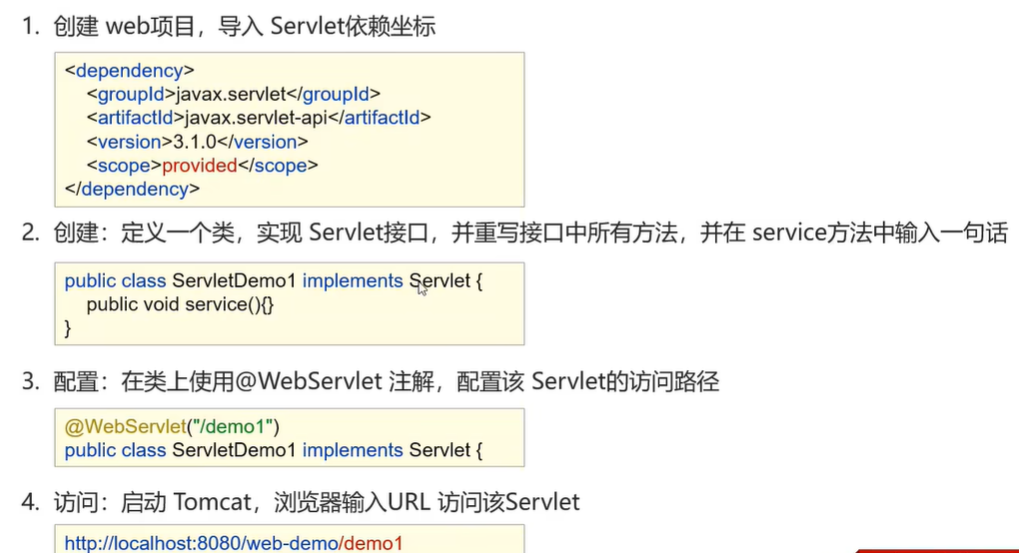 1. 创建 web项目，导入 Servlet依赖坐标
<dependency>
<groupId>javax.servlet</groupId>
<artifactId>javax.servlet-api</artifactId>
<version>3.1.0</version>
<scope>provided</scope>
</dependency>
2. 创建：定义一个类，实现 Servlet接口，并重写接口中所有方法，并在 service方法中输入一句话
public class ServletDemo1 implements Servlet {
public void service(){}
}
3. 配置：在类上使用@WebServlet 注解，配置该 Servlet的访问路径
@WebServlet("/demo1")
public class ServletDemo1 implements Servlet {
4. 访问：启动 Tomcat，浏览器输入URL 访问该Servlet
http://localhost:8080/web-demo/demo1